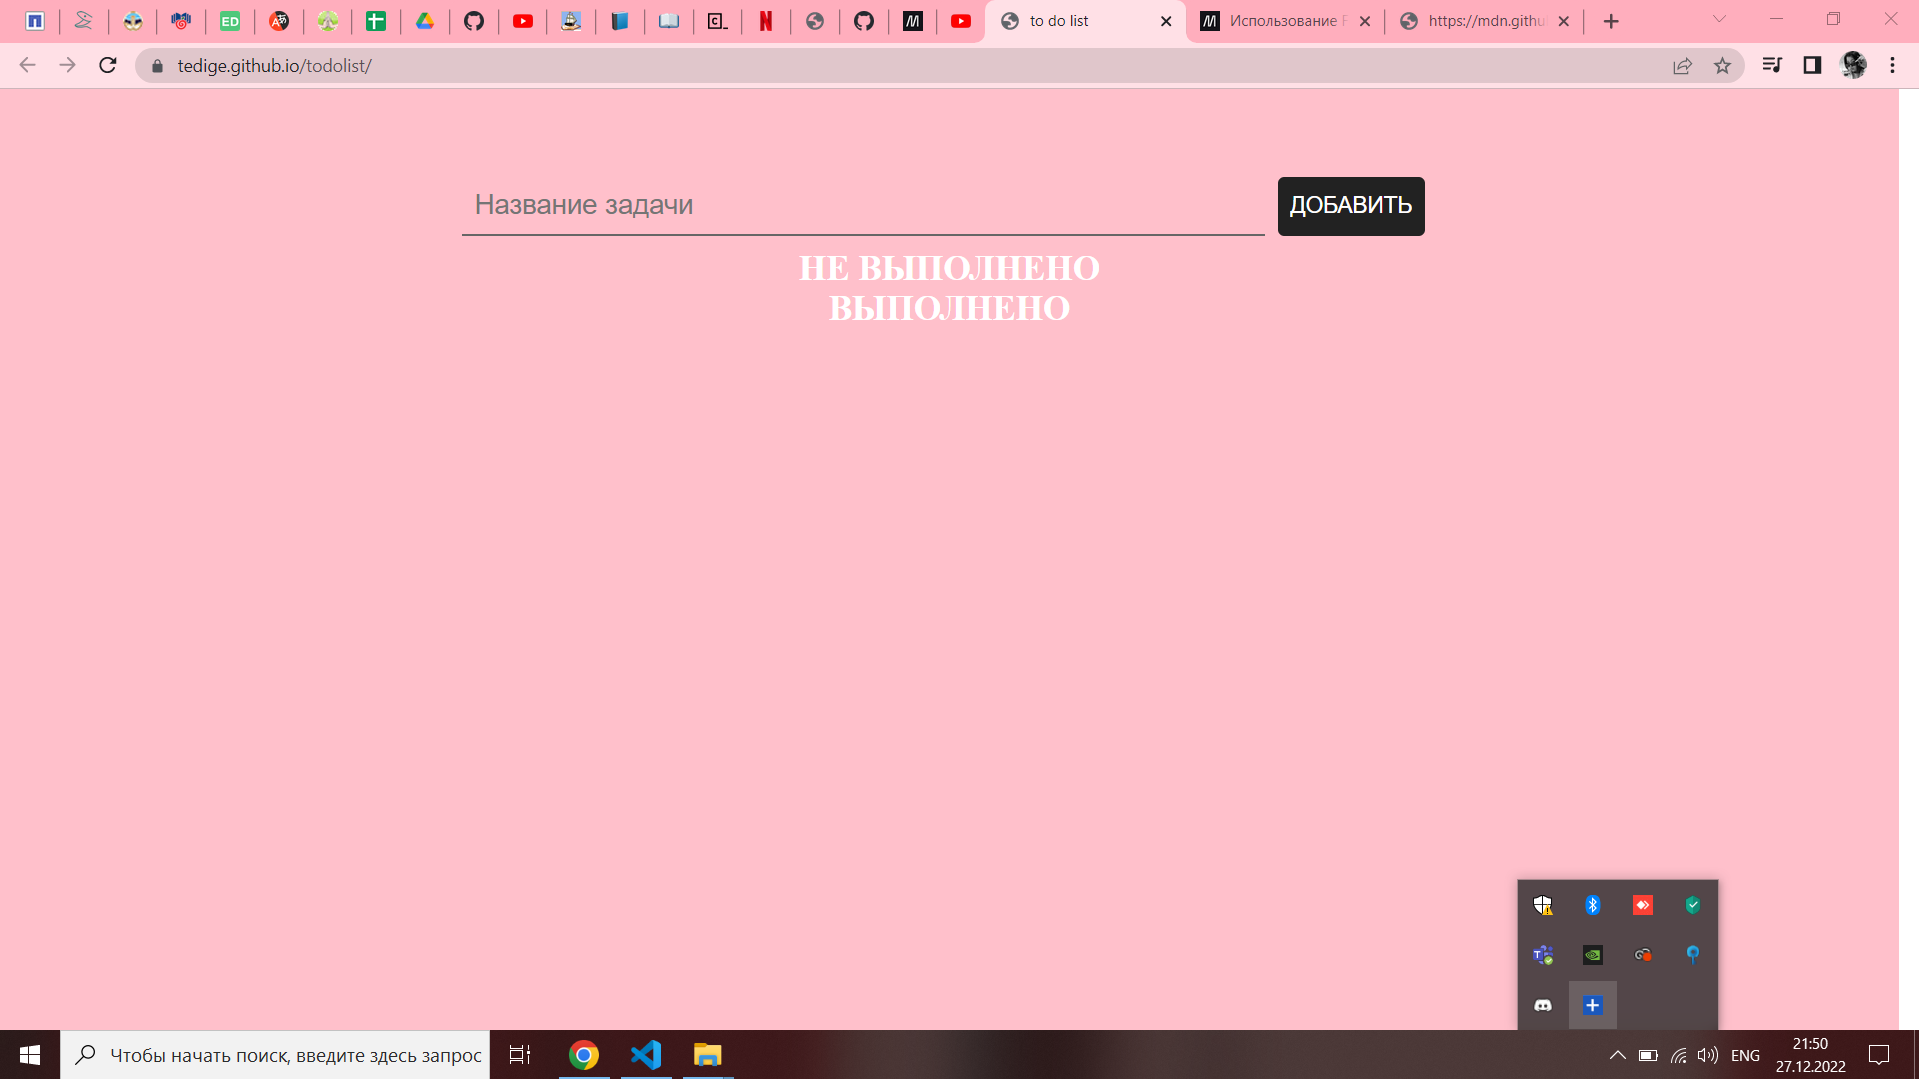 ED
to do list
Использование F
https://mdn.githu
tedige.github.io/todolist/
Название задачи
ДОБАВИТЬ
НЕ ВЫПОЛНЕНО
ВЫПОЛНЕНО
Чтобы начать поиск, введите здесь запрос
ENG
21:50
27.12.2022